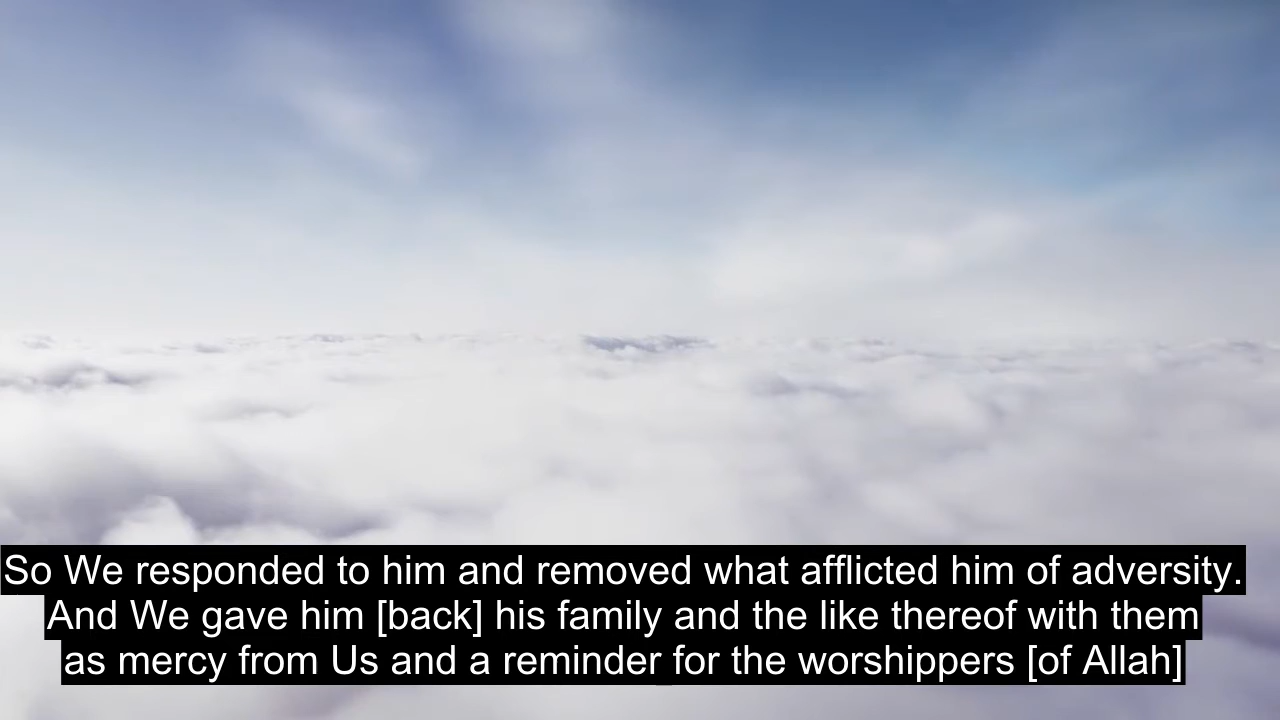 So We responded to him and removed what afflicted him of adversity.
And We gave him [back] his family and the like thereof with them
as mercy from Us and a reminder for the worshippers [of Allah]